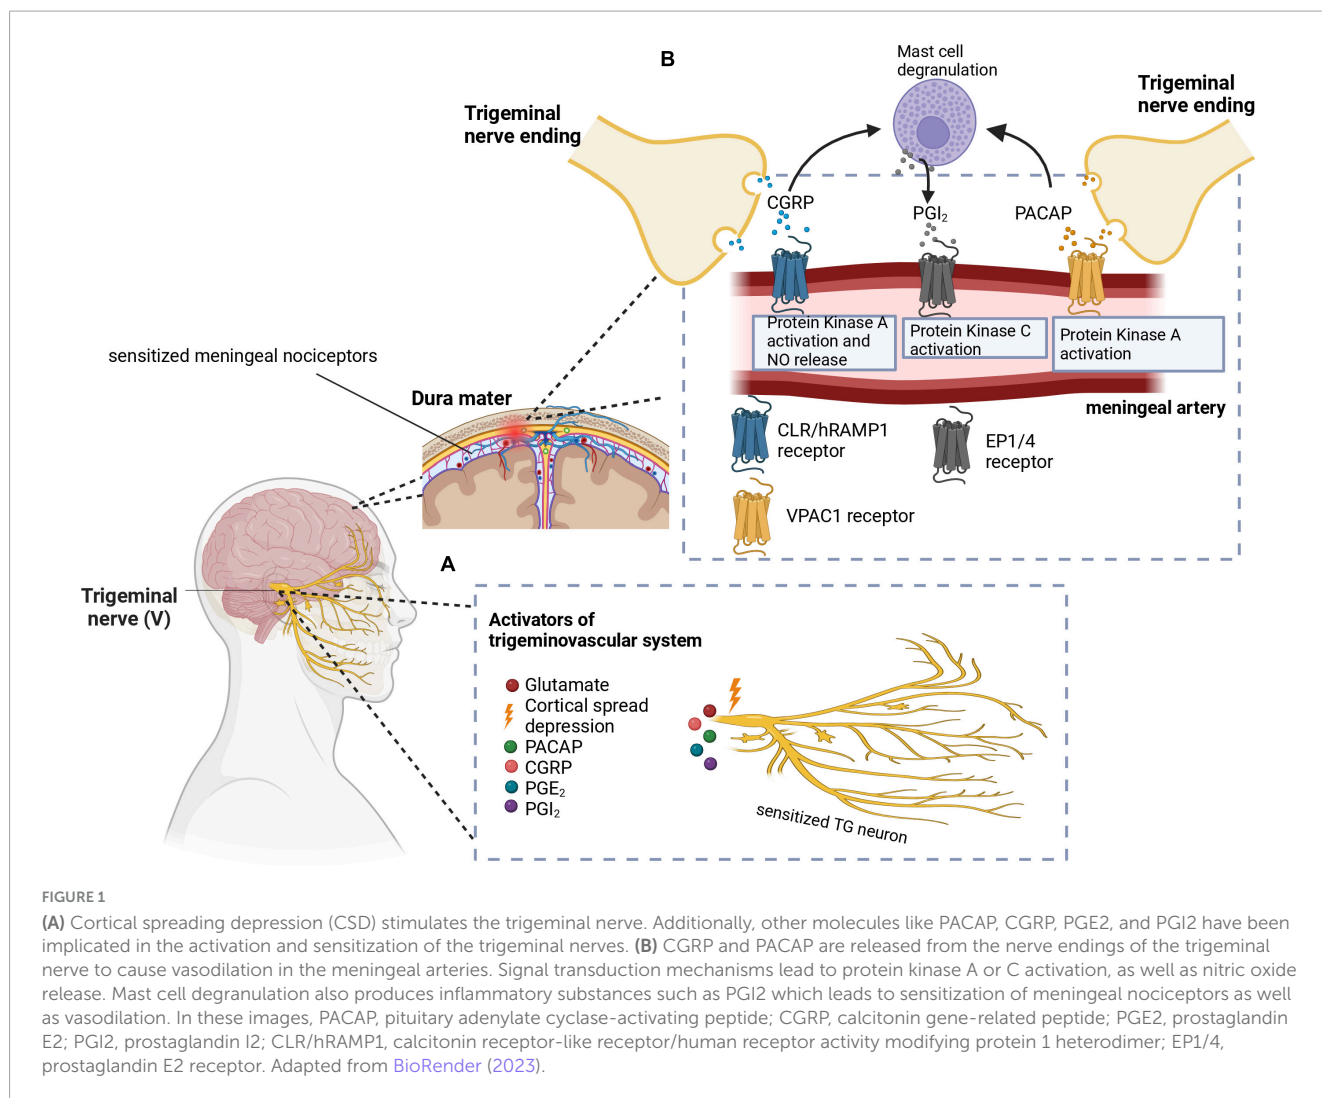 B
Mast cell
degranulation
Trigeminal
nerve ending
Trigeminal
nerve ending
CGRP
PGI₂
PACAP
Protein Kinase A
activation and
NO release
Protein Kinase C
activation
Protein Kinase A
activation
meningeal artery
CLR/hRAMP1
receptor
EP1/4
receptor
VPAC1 receptor
sensitized meningeal nociceptors
Dura mater
A
Trigeminal
nerve (V)
Activators of
trigeminovascular system
Glutamate
Cortical spread
depression
PACAP
CGRP
PGE₂
PGI₂
sensitized TG neuron
FIGURE 1
(A) Cortical spreading depression (CSD) stimulates the trigeminal nerve. Additionally, other molecules like PACAP, CGRP, PGE2, and PGI2 have been
implicated in the activation and sensitization of the trigeminal nerves. (B) CGRP and PACAP are released from the nerve endings of the trigeminal
nerve to cause vasodilation in the meningeal arteries. Signal transduction mechanisms lead to protein kinase A or C activation, as well as nitric oxide
release. Mast cell degranulation also produces inflammatory substances such as PGI2 which leads to sensitization of meningeal nociceptors as well
as vasodilation. In these images, PACAP, pituitary adenylate cyclase-activating peptide; CGRP, calcitonin gene-related peptide; PGE2, prostaglandin
E2; PGI2, prostaglandin I2; CLR/hRAMP1, calcitonin receptor-like receptor/human receptor activity modifying protein 1 heterodimer; EP1/4,
prostaglandin E2 receptor. Adapted from BioRender (2023).